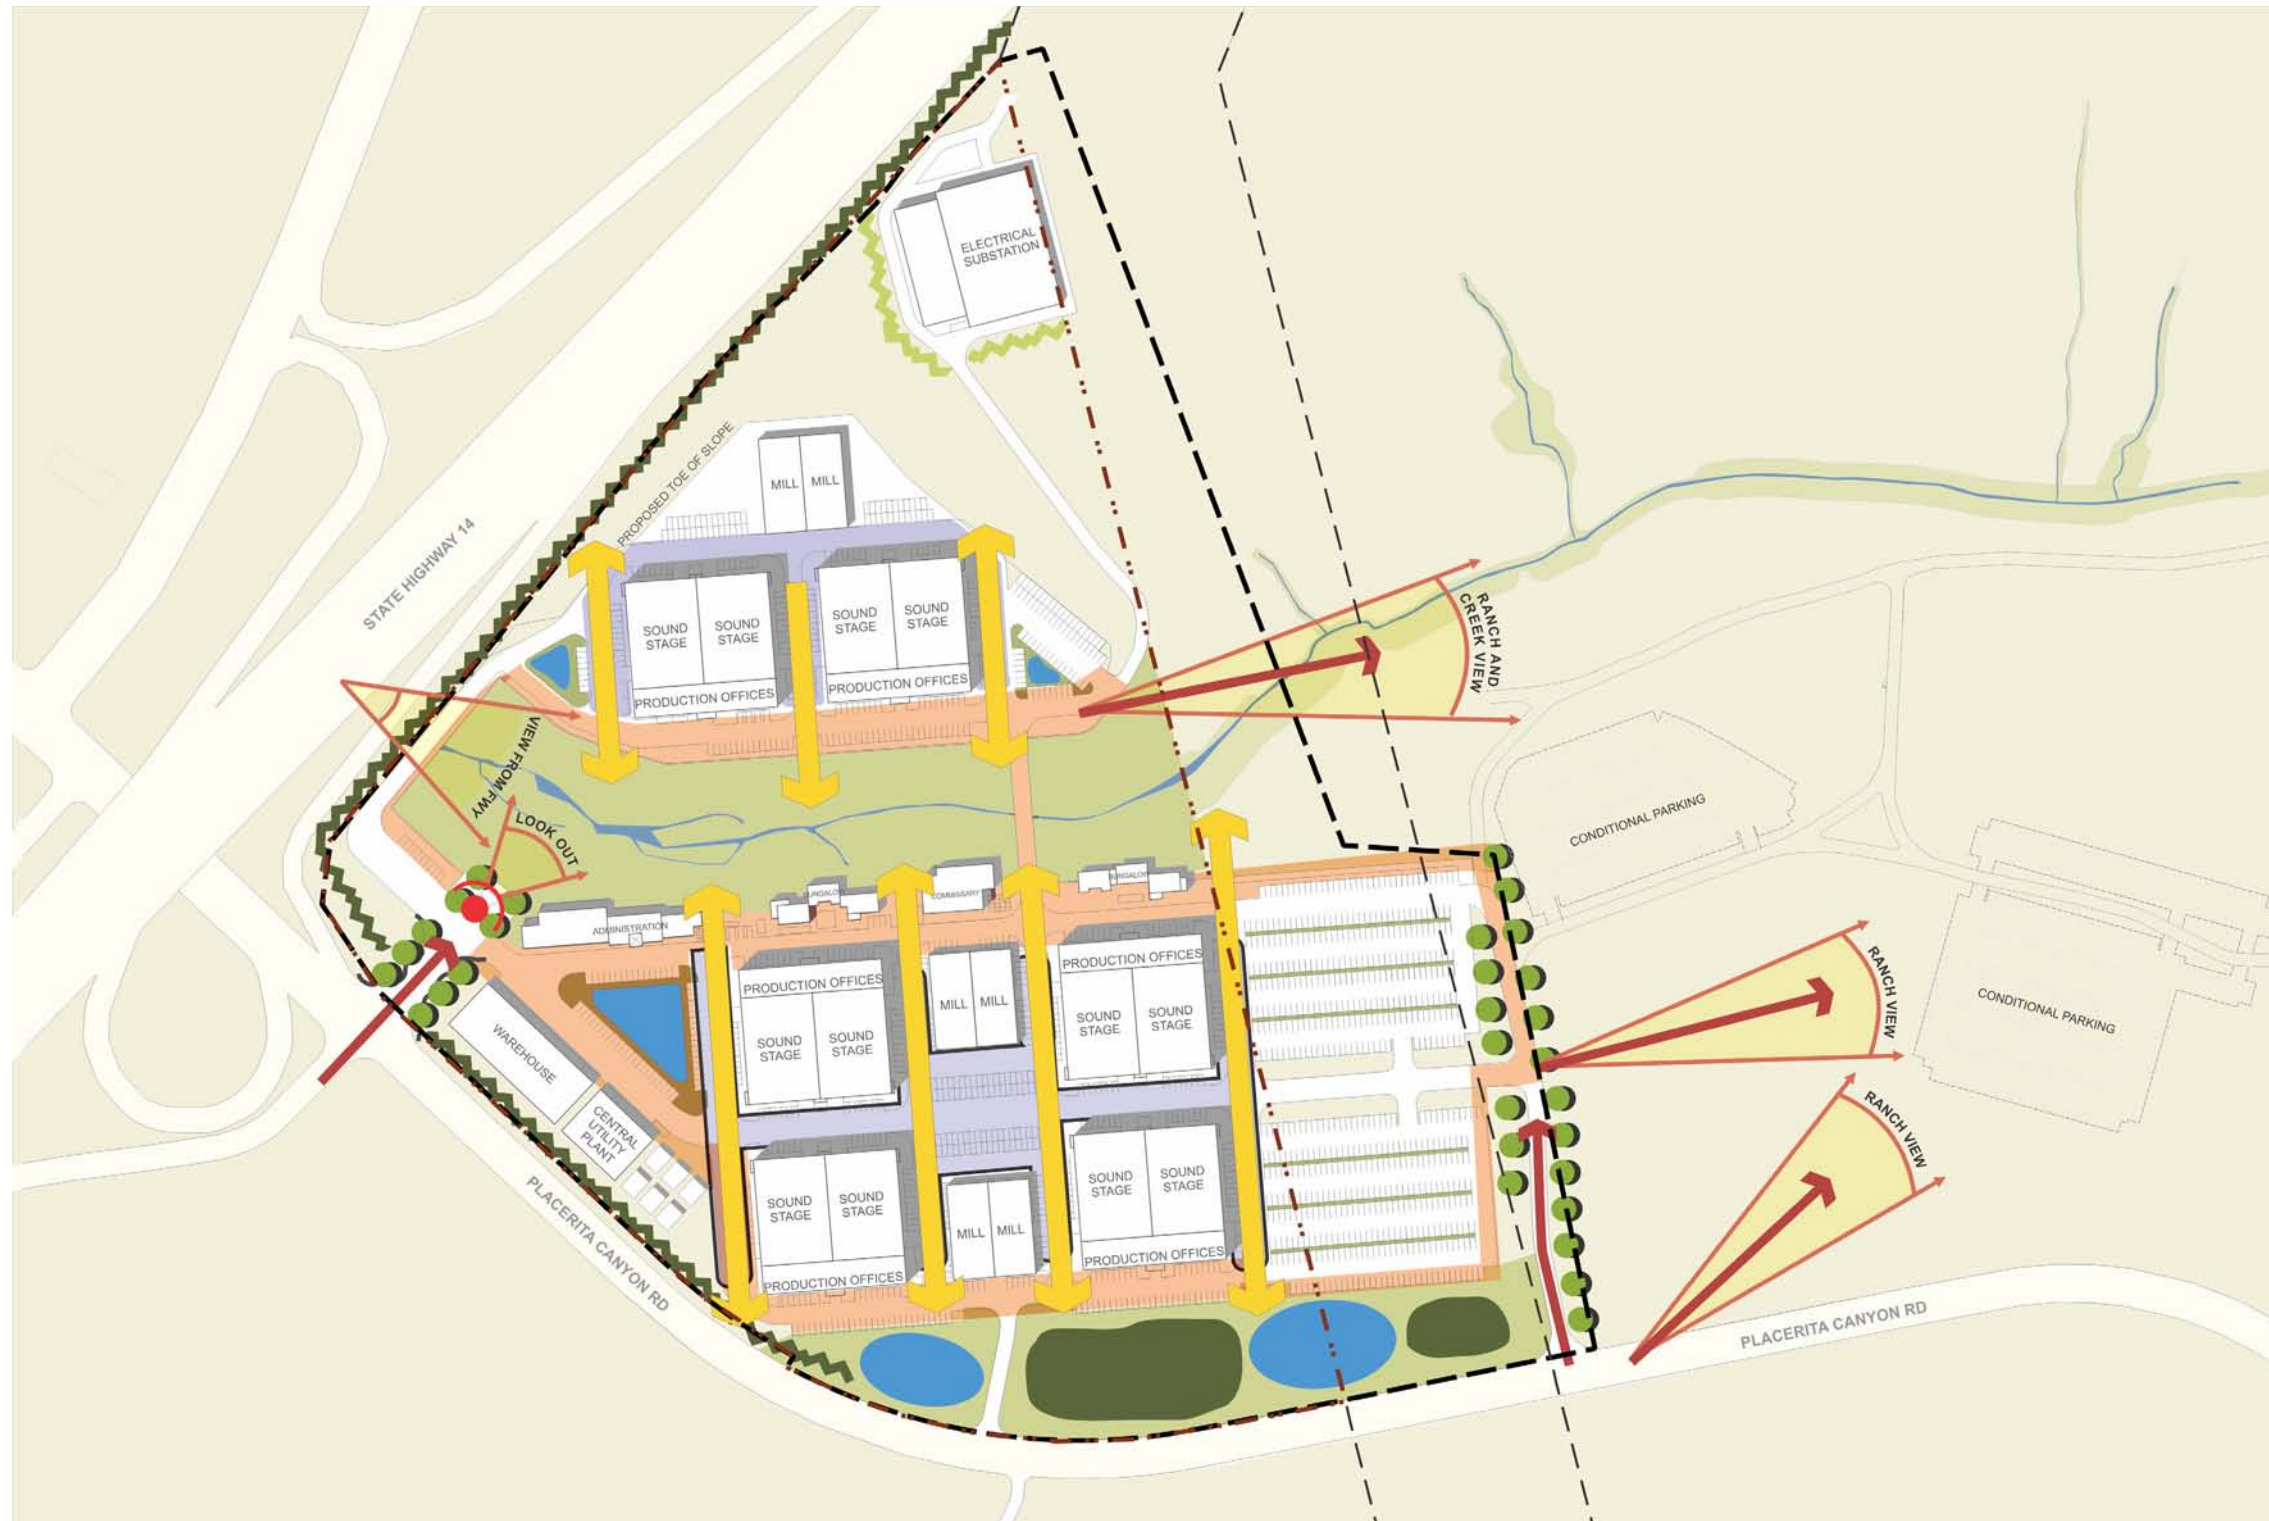 ELECTRICAL
SUBSTATION
PROPOSED TOE OF SLOPE
MILL
MILL
STATE HIGHWAY 14
SOUND
STAGE
SOUND
STAGE
PRODUCTION OFFICES
SOUND
STAGE
SOUND
STAGE
PRODUCTION OFFICES
RANCH AND
CREEK VIEW
VIEW FROM FWY
LOOK OUT
CONDITIONAL PARKING
ADMINISTRATION
BUNGALOW
COMMISSARY
BUNGALOW
PRODUCTION OFFICES
SOUND
STAGE
SOUND
STAGE
MILL
MILL
PRODUCTION OFFICES
SOUND
STAGE
SOUND
STAGE
RANCH VIEW
CONDITIONAL PARKING
WAREHOUSE
CENTRAL
UTILITY
PLANT
SOUND
STAGE
SOUND
STAGE
PRODUCTION OFFICES
MILL
MILL
SOUND
STAGE
SOUND
STAGE
PRODUCTION OFFICES
RANCH VIEW
PLACERITA CANYON RD
PLACERITA CANYON RD